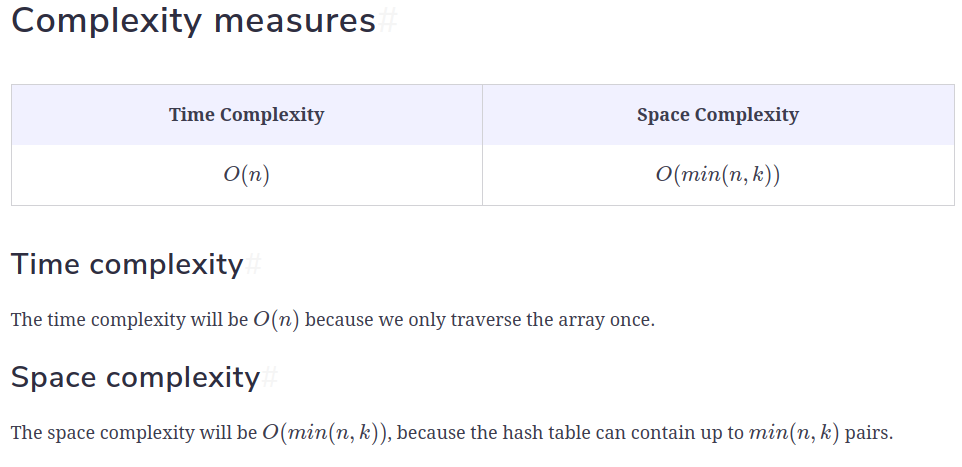 Complexity measures#
Time Complexity
Space Complexity
O(n)
O(min(n, k))
Time complexity#
The time complexity will be O(n) because we only traverse the array once.
Space complexity#
The space complexity will be O(min(n, k)), because the hash table can contain up to min(n, k) pairs.